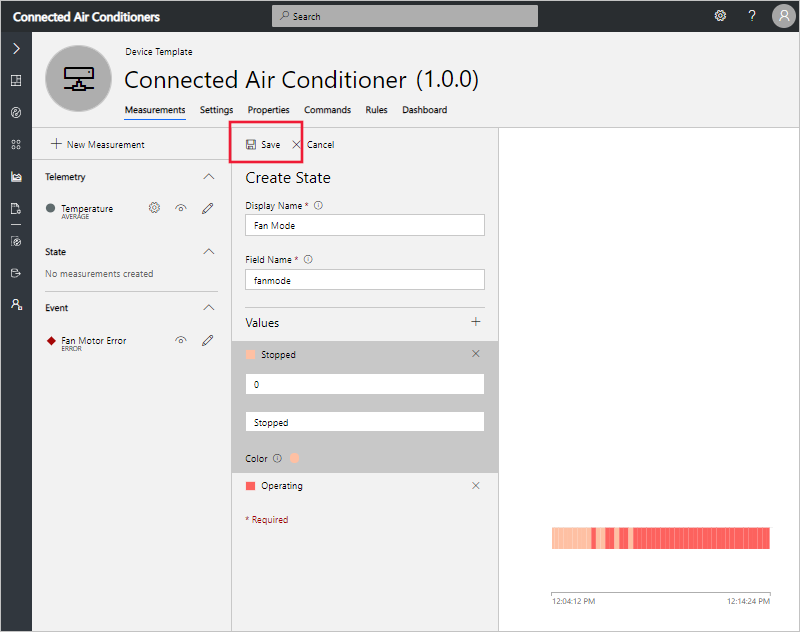 Connected Air Conditioners
Search
?
Device Template
Connected Air Conditioner (1.0.0)
Measurements Settings Properties Commands Rules Dashboard
New Measurement
Save Cancel
Telemetry
Temperature
AVERAGE
State
No measurements created
Event
Fan Motor Error
ERROR
Create State
Display Name *
Fan Mode
Field Name *
fanmode
Values
Stopped
0
Stopped
Color
Operating
* Required
12:04:12 PM 12:14:24 PM